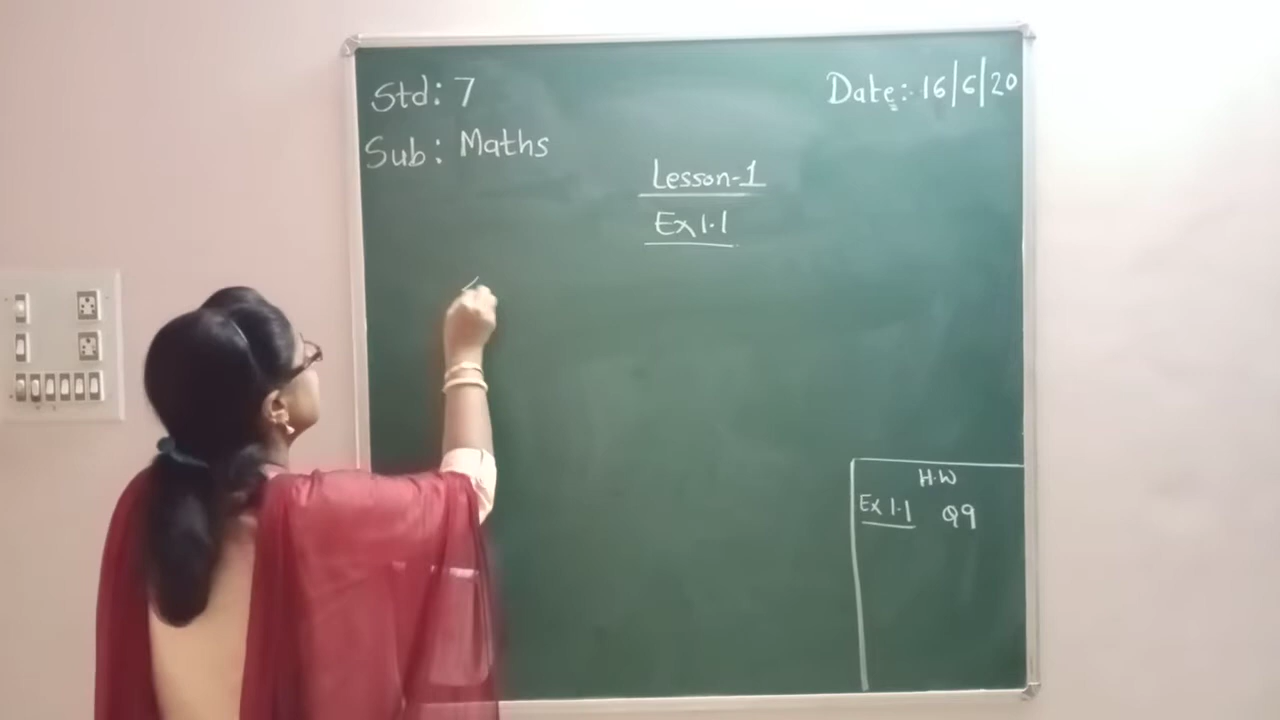 Std: 7
Date: 16/6/20
Sub: Maths
Lesson-1
Ex 1.1
H.W
Ex 1.1 Q9